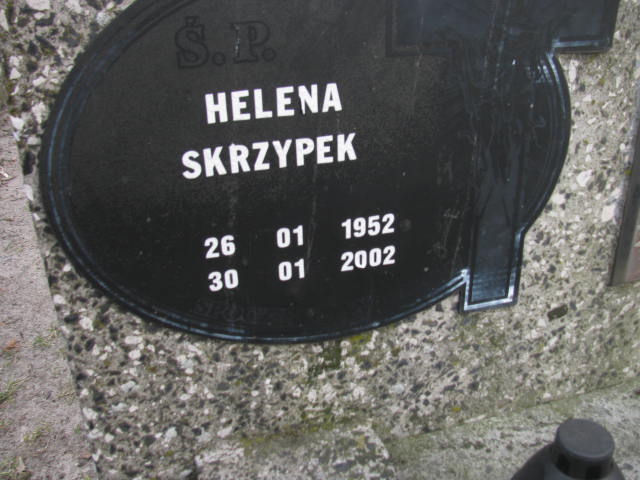 Ś.P.
HELENA
SKRZYPEK
26 01 1952
30 01 2002